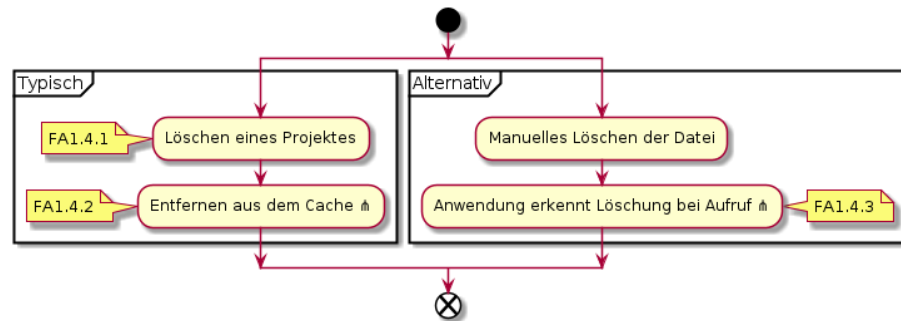 Typisch
Alternativ
FA1.4.1
Löschen eines Projektes
Manuelles Löschen der Datei
FA1.4.2
Entfernen aus dem Cache ⋔
Anwendung erkennt Löschung bei Aufruf ⋔
FA1.4.3